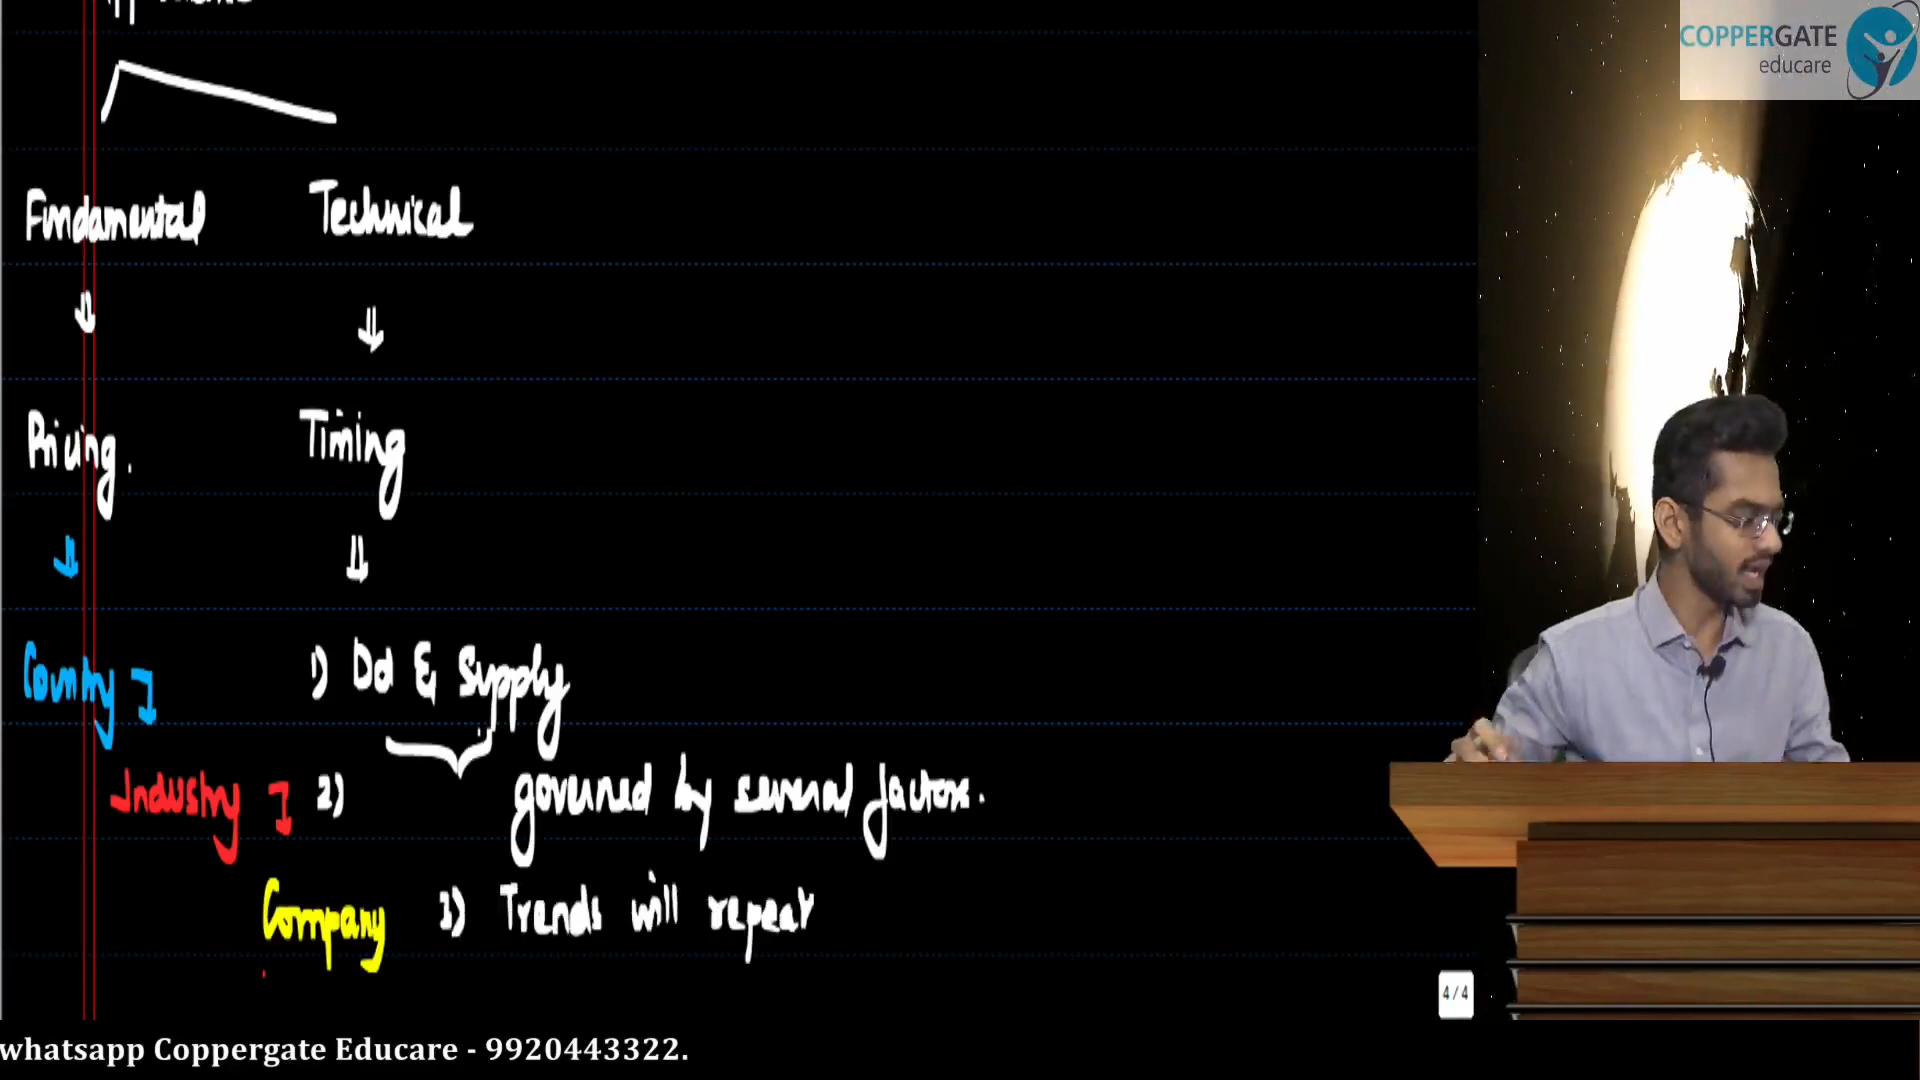 COPPERGATE
educare
Fundamental Technical
Pricing. Timing
Country 1) Dd & Supply
Industry 2) governed by several factors.
Company 3) Trends will repeat
4/4
whatsapp Coppergate Educare - 9920443322.